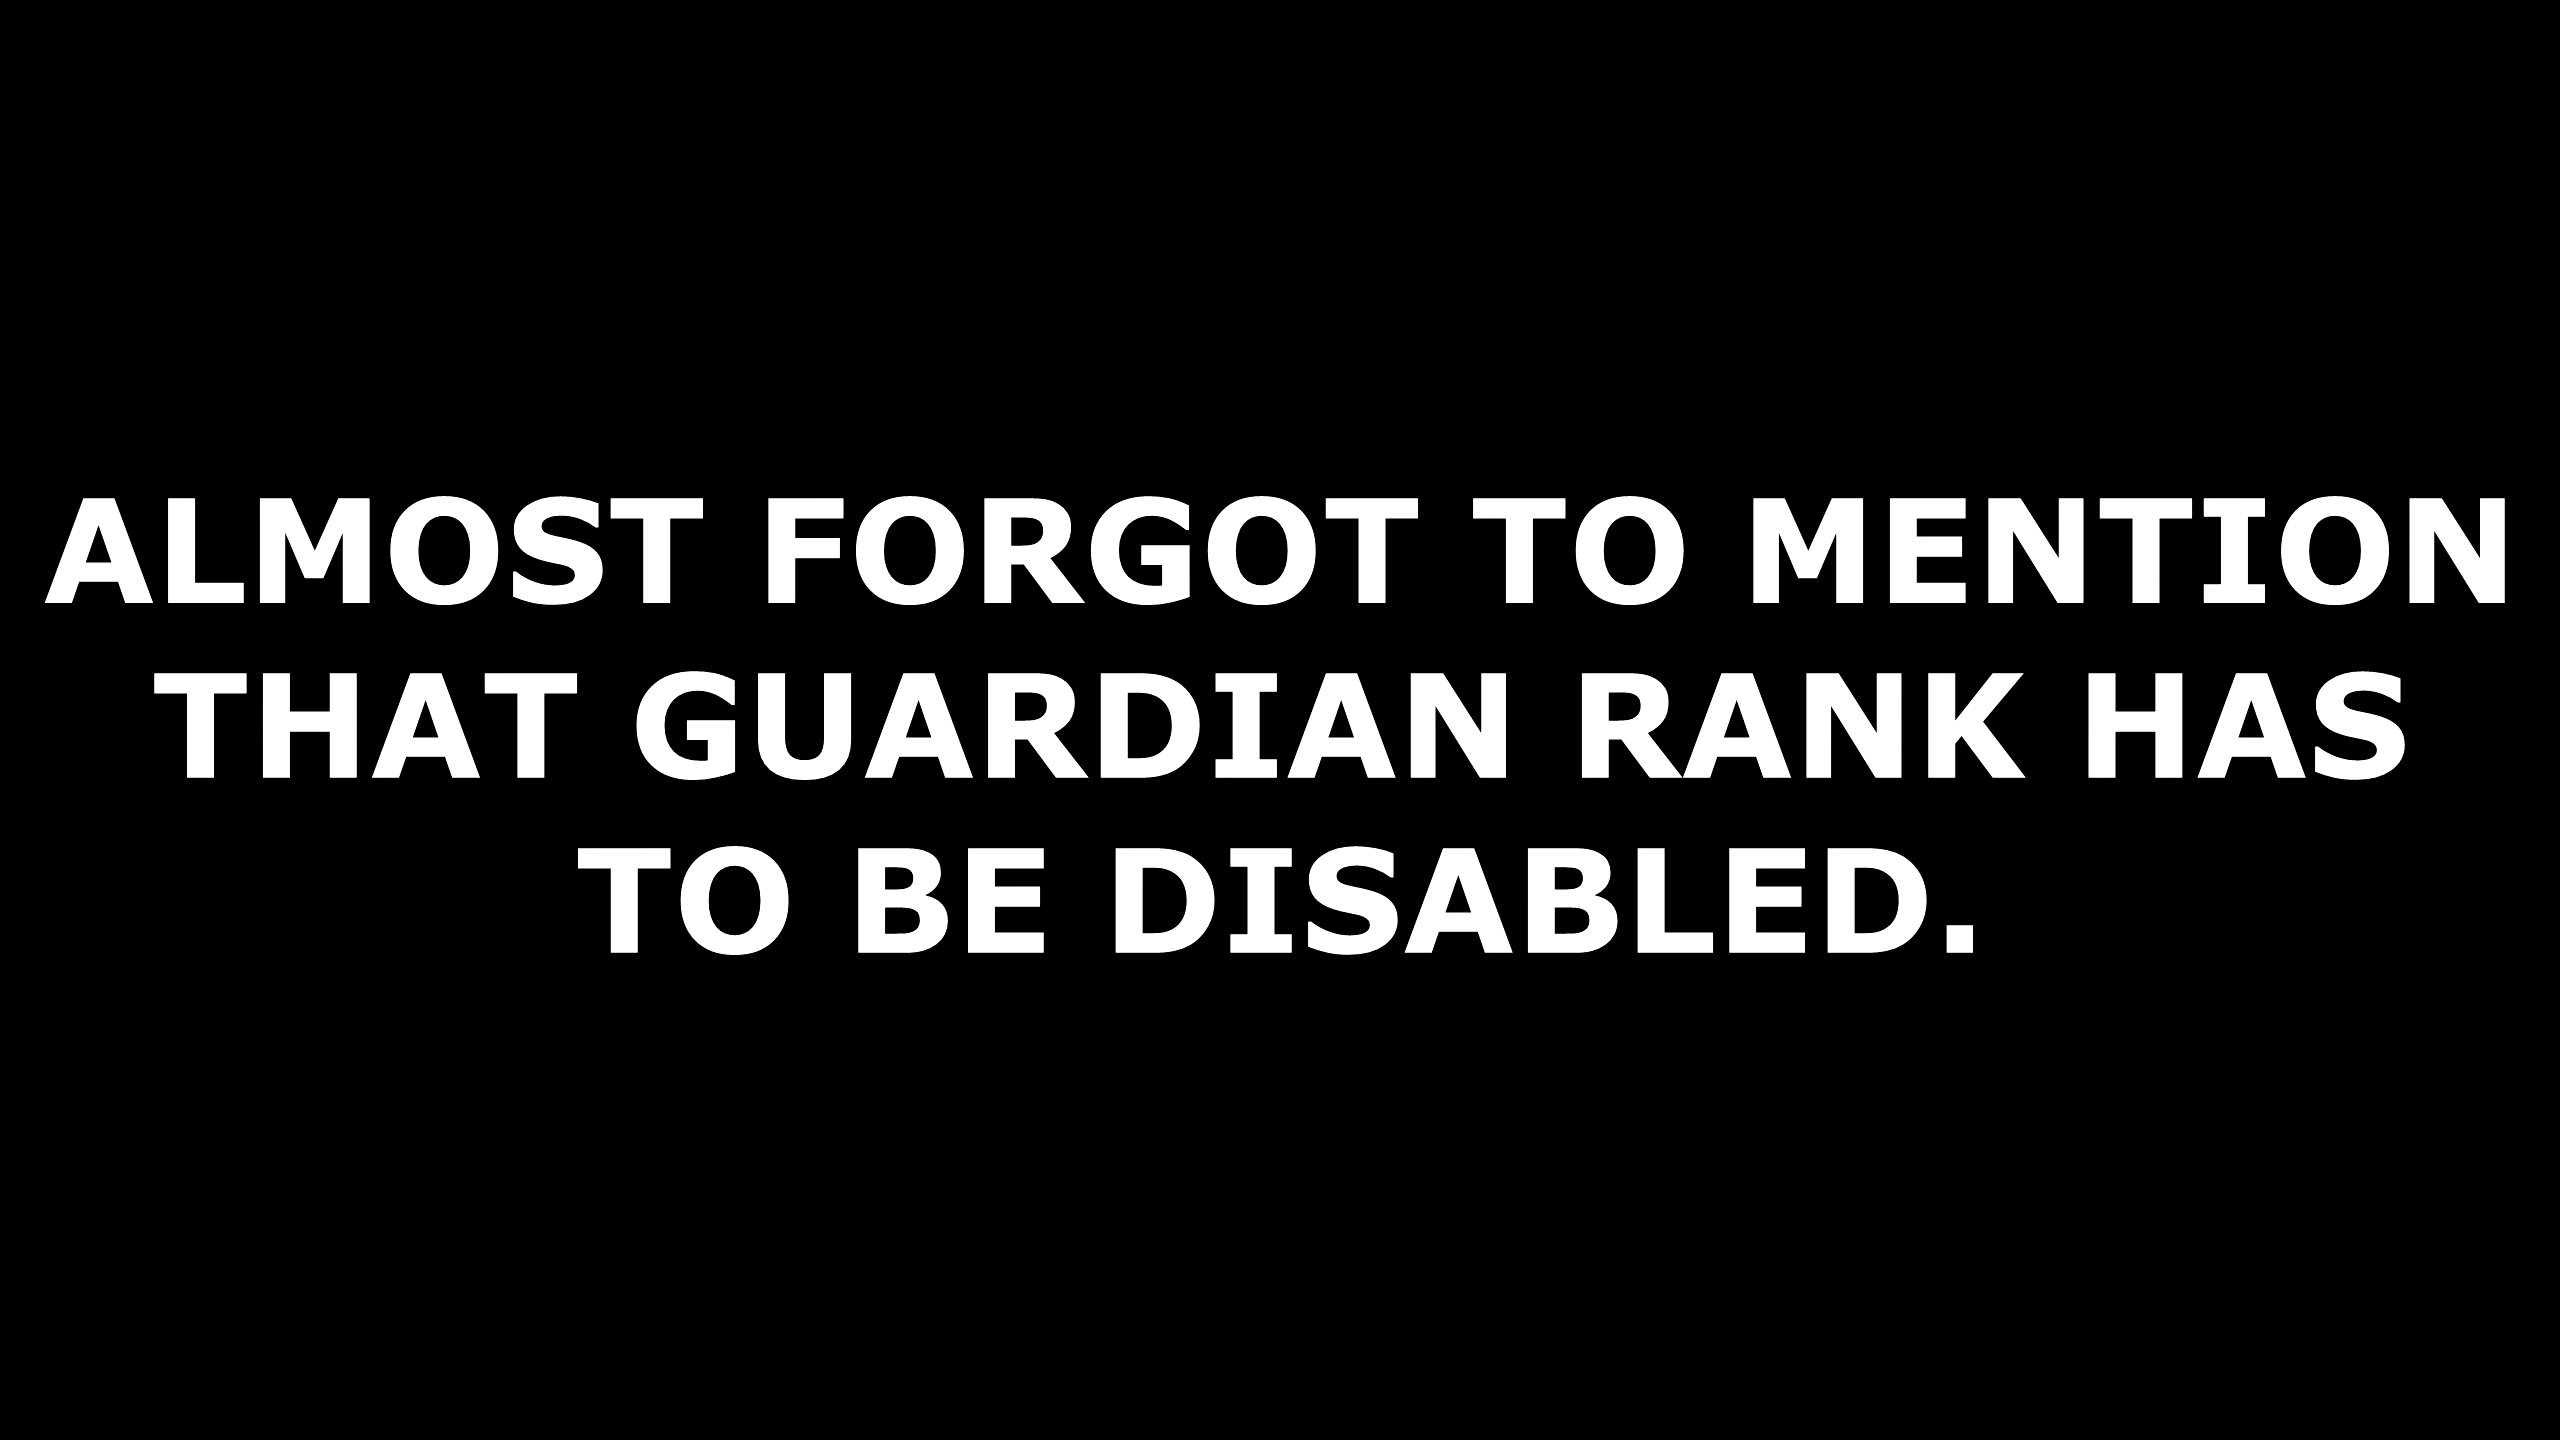 ALMOST FORGOT TO MENTION
THAT GUARDIAN RANK HAS
TO BE DISABLED.